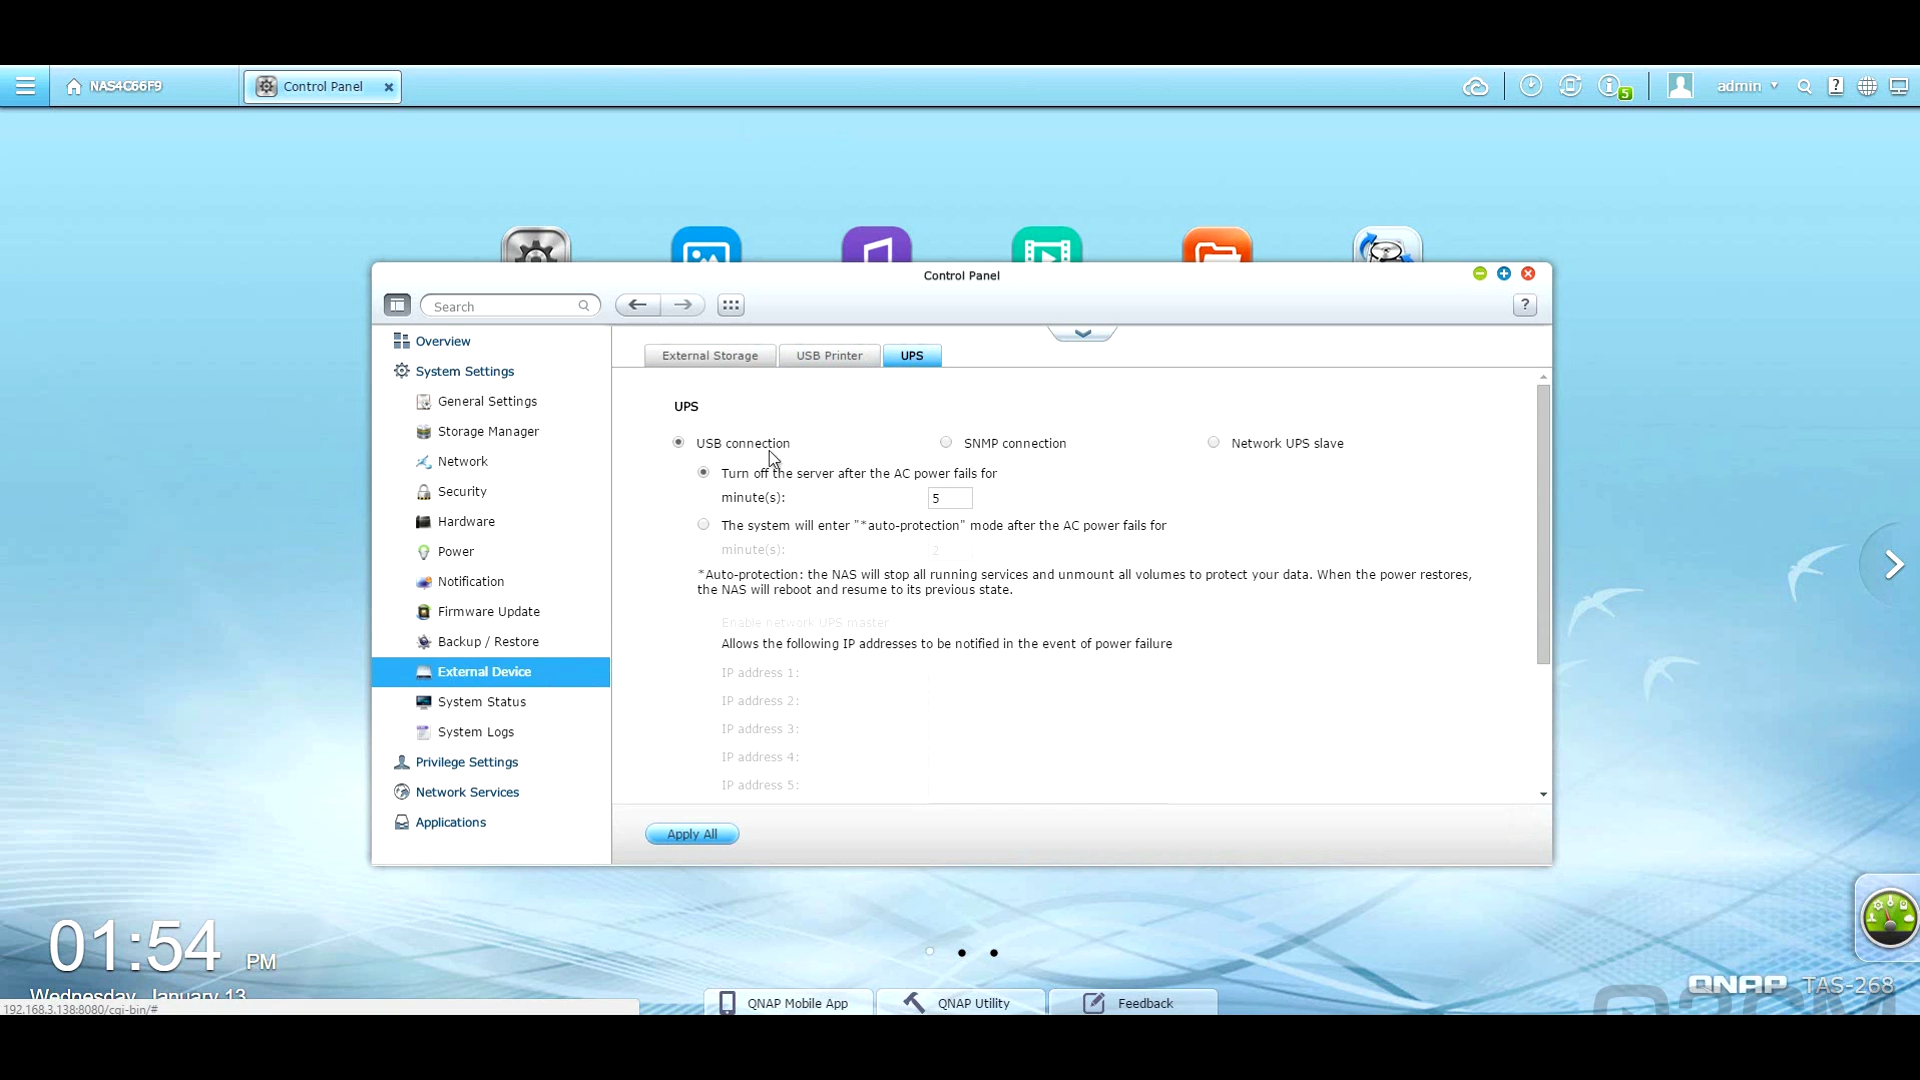 NAS4C66F9
Control Panel
5
admin
Control Panel
Search
Overview
System Settings
General Settings
Storage Manager
Network
Security
Hardware
Power
Notification
Firmware Update
Backup / Restore
External Device
System Status
System Logs
Privilege Settings
Network Services
Applications
External Storage
USB Printer
UPS
UPS
USB connection
SNMP connection
Network UPS slave
Turn off the server after the AC power fails for
minute(s):
5
The system will enter "*auto-protection" mode after the AC power fails for
minute(s):
2
*Auto-protection: the NAS will stop all running services and unmount all volumes to protect your data. When the power restores,
the NAS will reboot and resume to its previous state.
Enable network UPS master
Allows the following IP addresses to be notified in the event of power failure
IP address 1:
IP address 2:
IP address 3:
IP address 4:
IP address 5:
Apply All
01:54 PM
Wednesday, January 13
QNAP TAS-268
192.168.3.138:8080/cgi-bin/#
QNAP Mobile App
QNAP Utility
Feedback